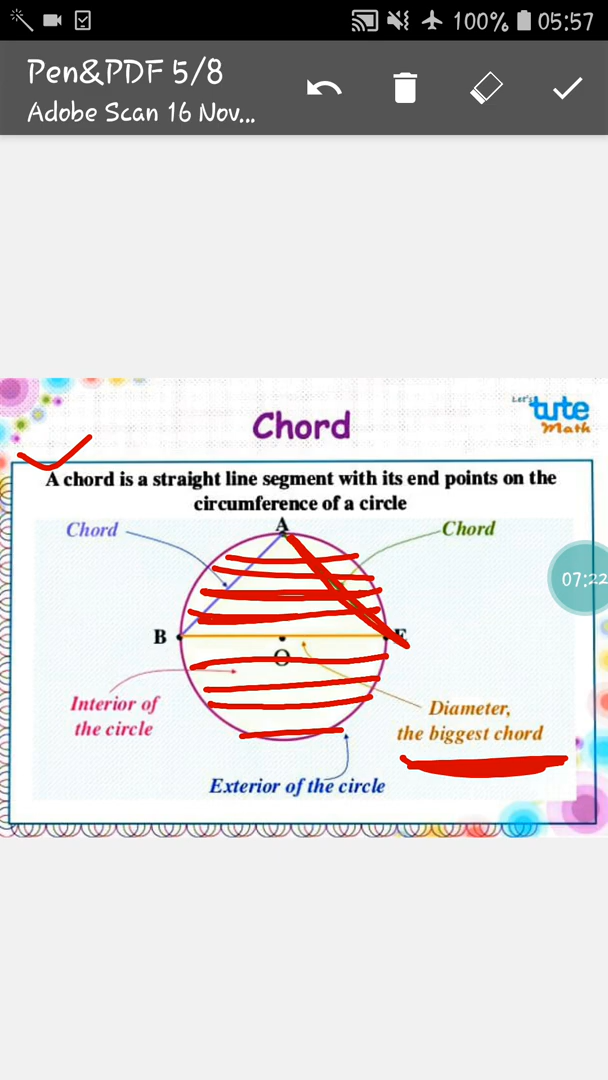 100% 05:57
Pen&PDF 5/8
Adobe Scan 16 Nov...
Let's
tute
Math
Chord
A chord is a straight line segment with its end points on the
circumference of a circle
A
Chord
Chord
07:22
B
O
Interior of
the circle
Diameter,
the biggest chord
Exterior of the circle